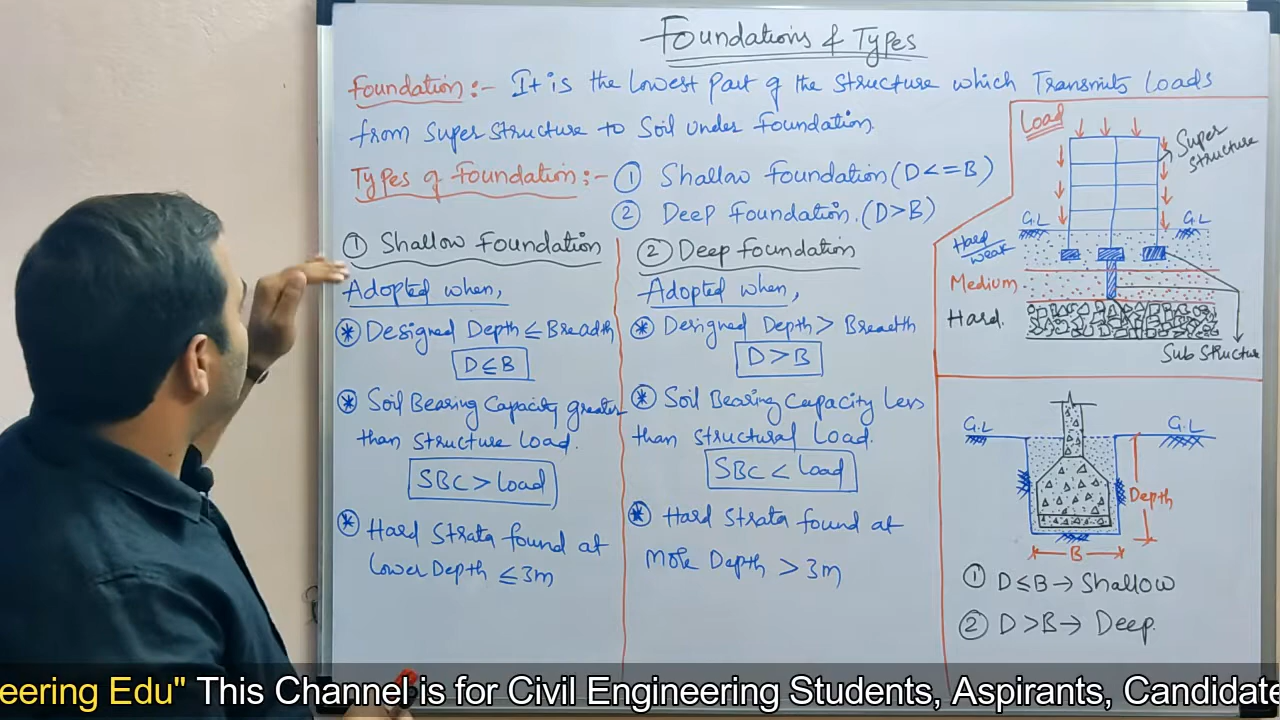 Foundations & Types
Foundation :- It is the lowest part of the structure which Transmits Loads
from super structure to soil under Foundation.
Types of Foundation :- ① Shallow Foundation (D <= B)
② Deep Foundation. (D > B)
① Shallow Foundation
Adopted when,
* Designed Depth ≤ Breadth
D ≤ B
* Soil Bearing Capacity greater
than structure load.
SBC > load
* Hard Strata found at
lower Depth ≤ 3m
② Deep Foundation
Adopted when,
* Designed Depth > Breadth
D > B
* Soil Bearing Capacity Less
than structural load.
SBC < load
* Hard Strata found at
more Depth > 3m
Load
Super
structure
G.L
G.L
Hard
weak
Medium
Hard.
Sub Structure
G.L
G.L
Depth
B
① D ≤ B → Shallow
② D > B → Deep.
eering Edu" This Channel is for Civil Engineering Students, Aspirants, Candidate